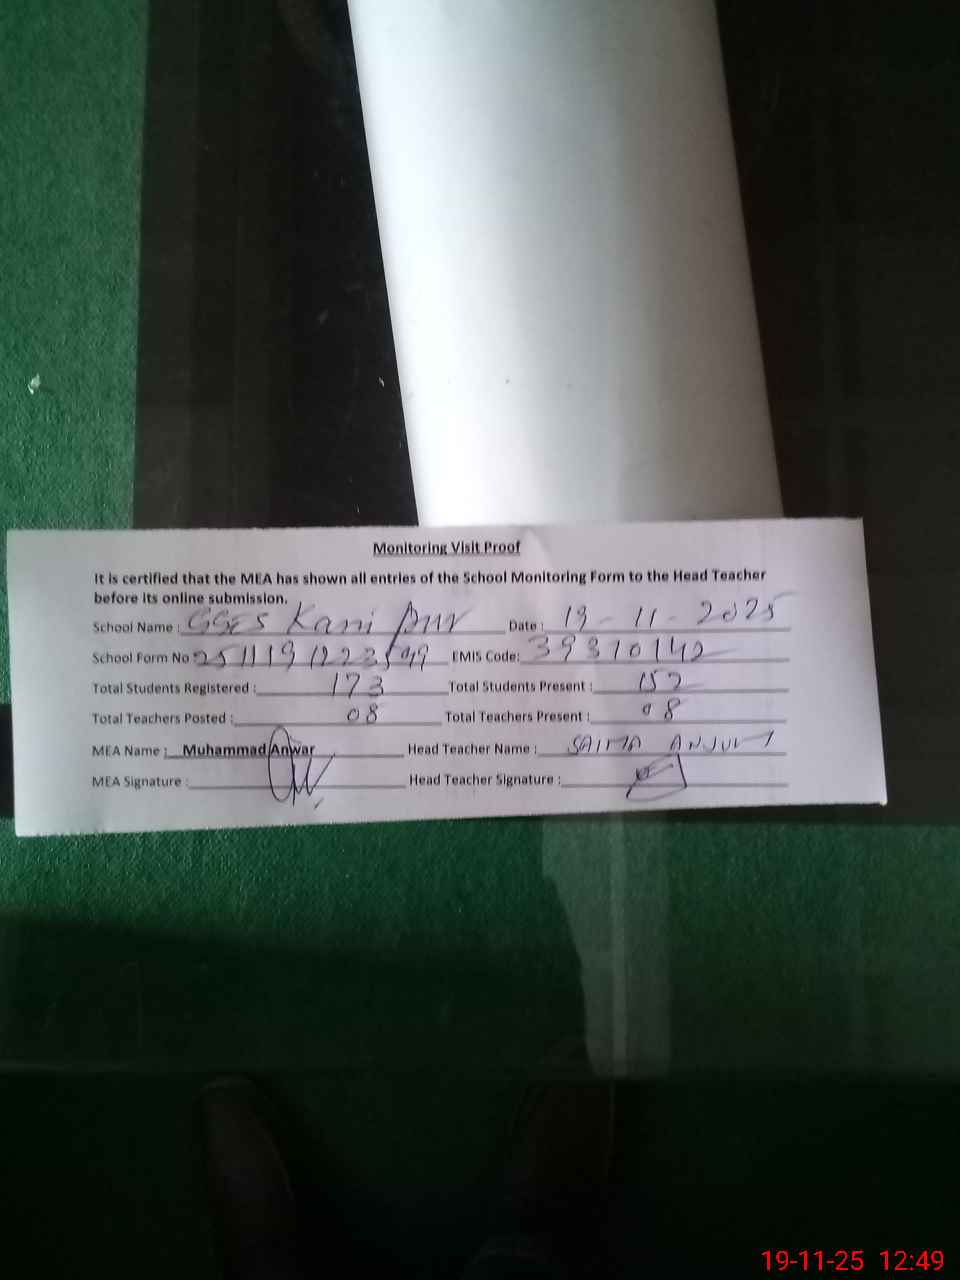 Monitoring Visit Proof
It is certified that the MEA has shown all entries of the School Monitoring Form to the Head Teacher
before its online submission.
School Name : GGES Kani Pur Date : 19-11-2025
School Form No : EMIS Code: 39310142
Total Students Registered : 173 Total Students Present : 152
Total Teachers Posted : 08 Total Teachers Present : 08
MEA Name : Muhammad Anwar Head Teacher Name : SAIMA ANJUM
MEA Signature : Head Teacher Signature :
19-11-25 12:49